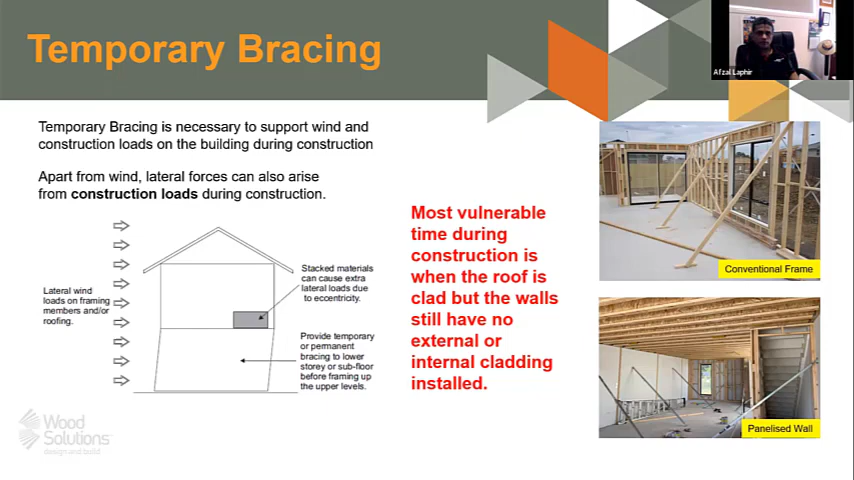 Temporary Bracing
Afzal Laphir
Temporary Bracing is necessary to support wind and
construction loads on the building during construction
Apart from wind, lateral forces can also arise
from construction loads during construction.
Lateral wind
loads on framing
members and/or
roofing.
Stacked materials
can cause extra
lateral loads due
to eccentricity.
Provide temporary
or permanent
bracing to lower
storey or sub-floor
before framing up
the upper levels.
Most vulnerable
time during
construction is
when the roof is
clad but the walls
still have no
external or
internal cladding
installed.
Conventional Frame
Panelised Wall
Wood
Solutions
design and build